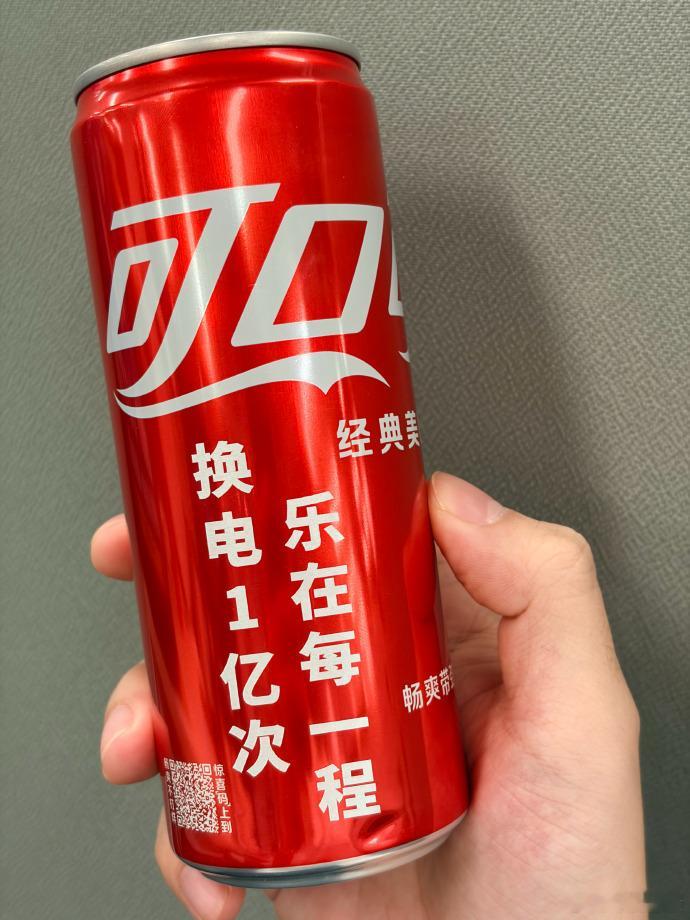 可口
经典美
换电1亿次
乐在每一程
畅爽带
惊喜码上到